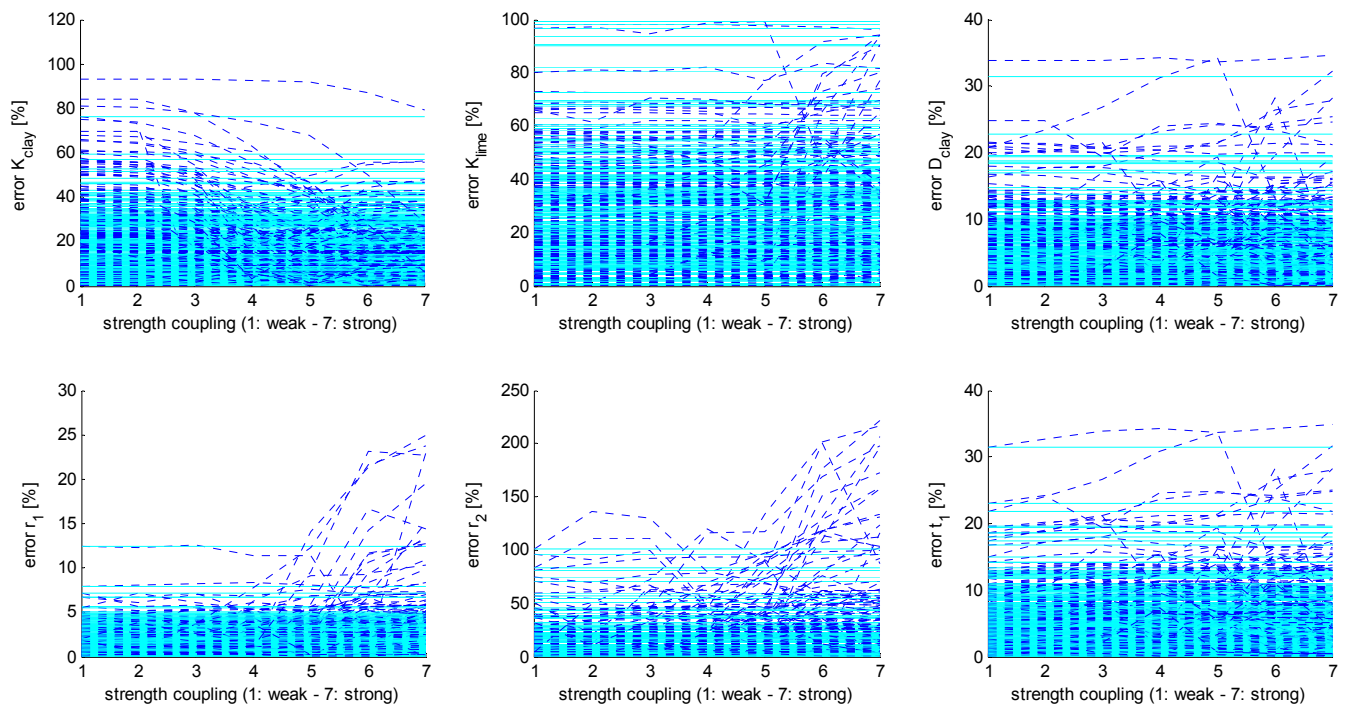 120
100
80
60
40
20
0
error K_clay [%]
1 2 3 4 5 6 7
strength coupling (1: weak - 7: strong)
100
80
60
40
20
0
error K_lime [%]
1 2 3 4 5 6 7
strength coupling (1: weak - 7: strong)
40
30
20
10
0
error D_clay [%]
1 2 3 4 5 6 7
strength coupling (1: weak - 7: strong)
30
25
20
15
10
5
0
error r_1 [%]
1 2 3 4 5 6 7
strength coupling (1: weak - 7: strong)
250
200
150
100
50
0
error r_2 [%]
1 2 3 4 5 6 7
strength coupling (1: weak - 7: strong)
40
30
20
10
0
error t_1 [%]
1 2 3 4 5 6 7
strength coupling (1: weak - 7: strong)